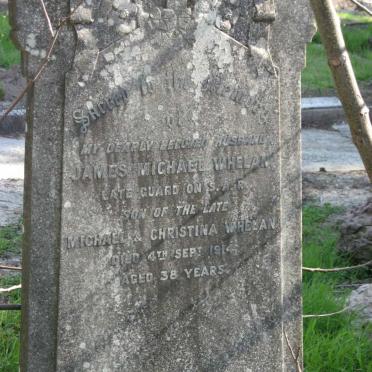 SACRED TO THE MEMORY
OF
MY DEARLY BELOVED HUSBAND
JAMES MICHAEL WHELAN
LATE GUARD ON S.A.R.
SON OF THE LATE
MICHAEL & CHRISTINA WHELAN
DIED 4TH SEPT 1914
AGED 38 YEARS.